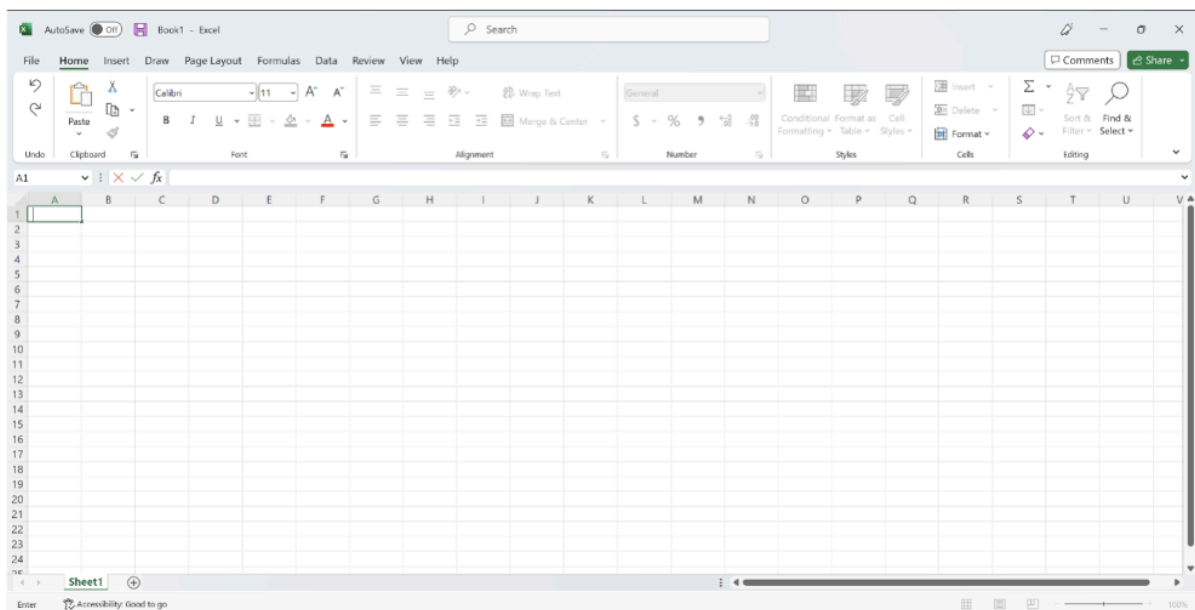 AutoSave Off Book1 - Excel Search
File Home Insert Draw Page Layout Formulas Data Review View Help Comments Share
Calibri 11 A^ A˅ Wrap Text General Insert
Paste B I U A Merge & Center $ % 9 Conditional Formatting Format as Table Cell Styles Delete Format Σ Sort & Filter Find & Select
Undo Clipboard Font Alignment Number Styles Cells Editing
A1 fx
A B C D E F G H I J K L M N O P Q R S T U V
1
2
3
4
5
6
7
8
9
10
11
12
13
14
15
16
17
18
19
20
21
22
23
24
Sheet1
Enter Accessibility: Good to go 100%